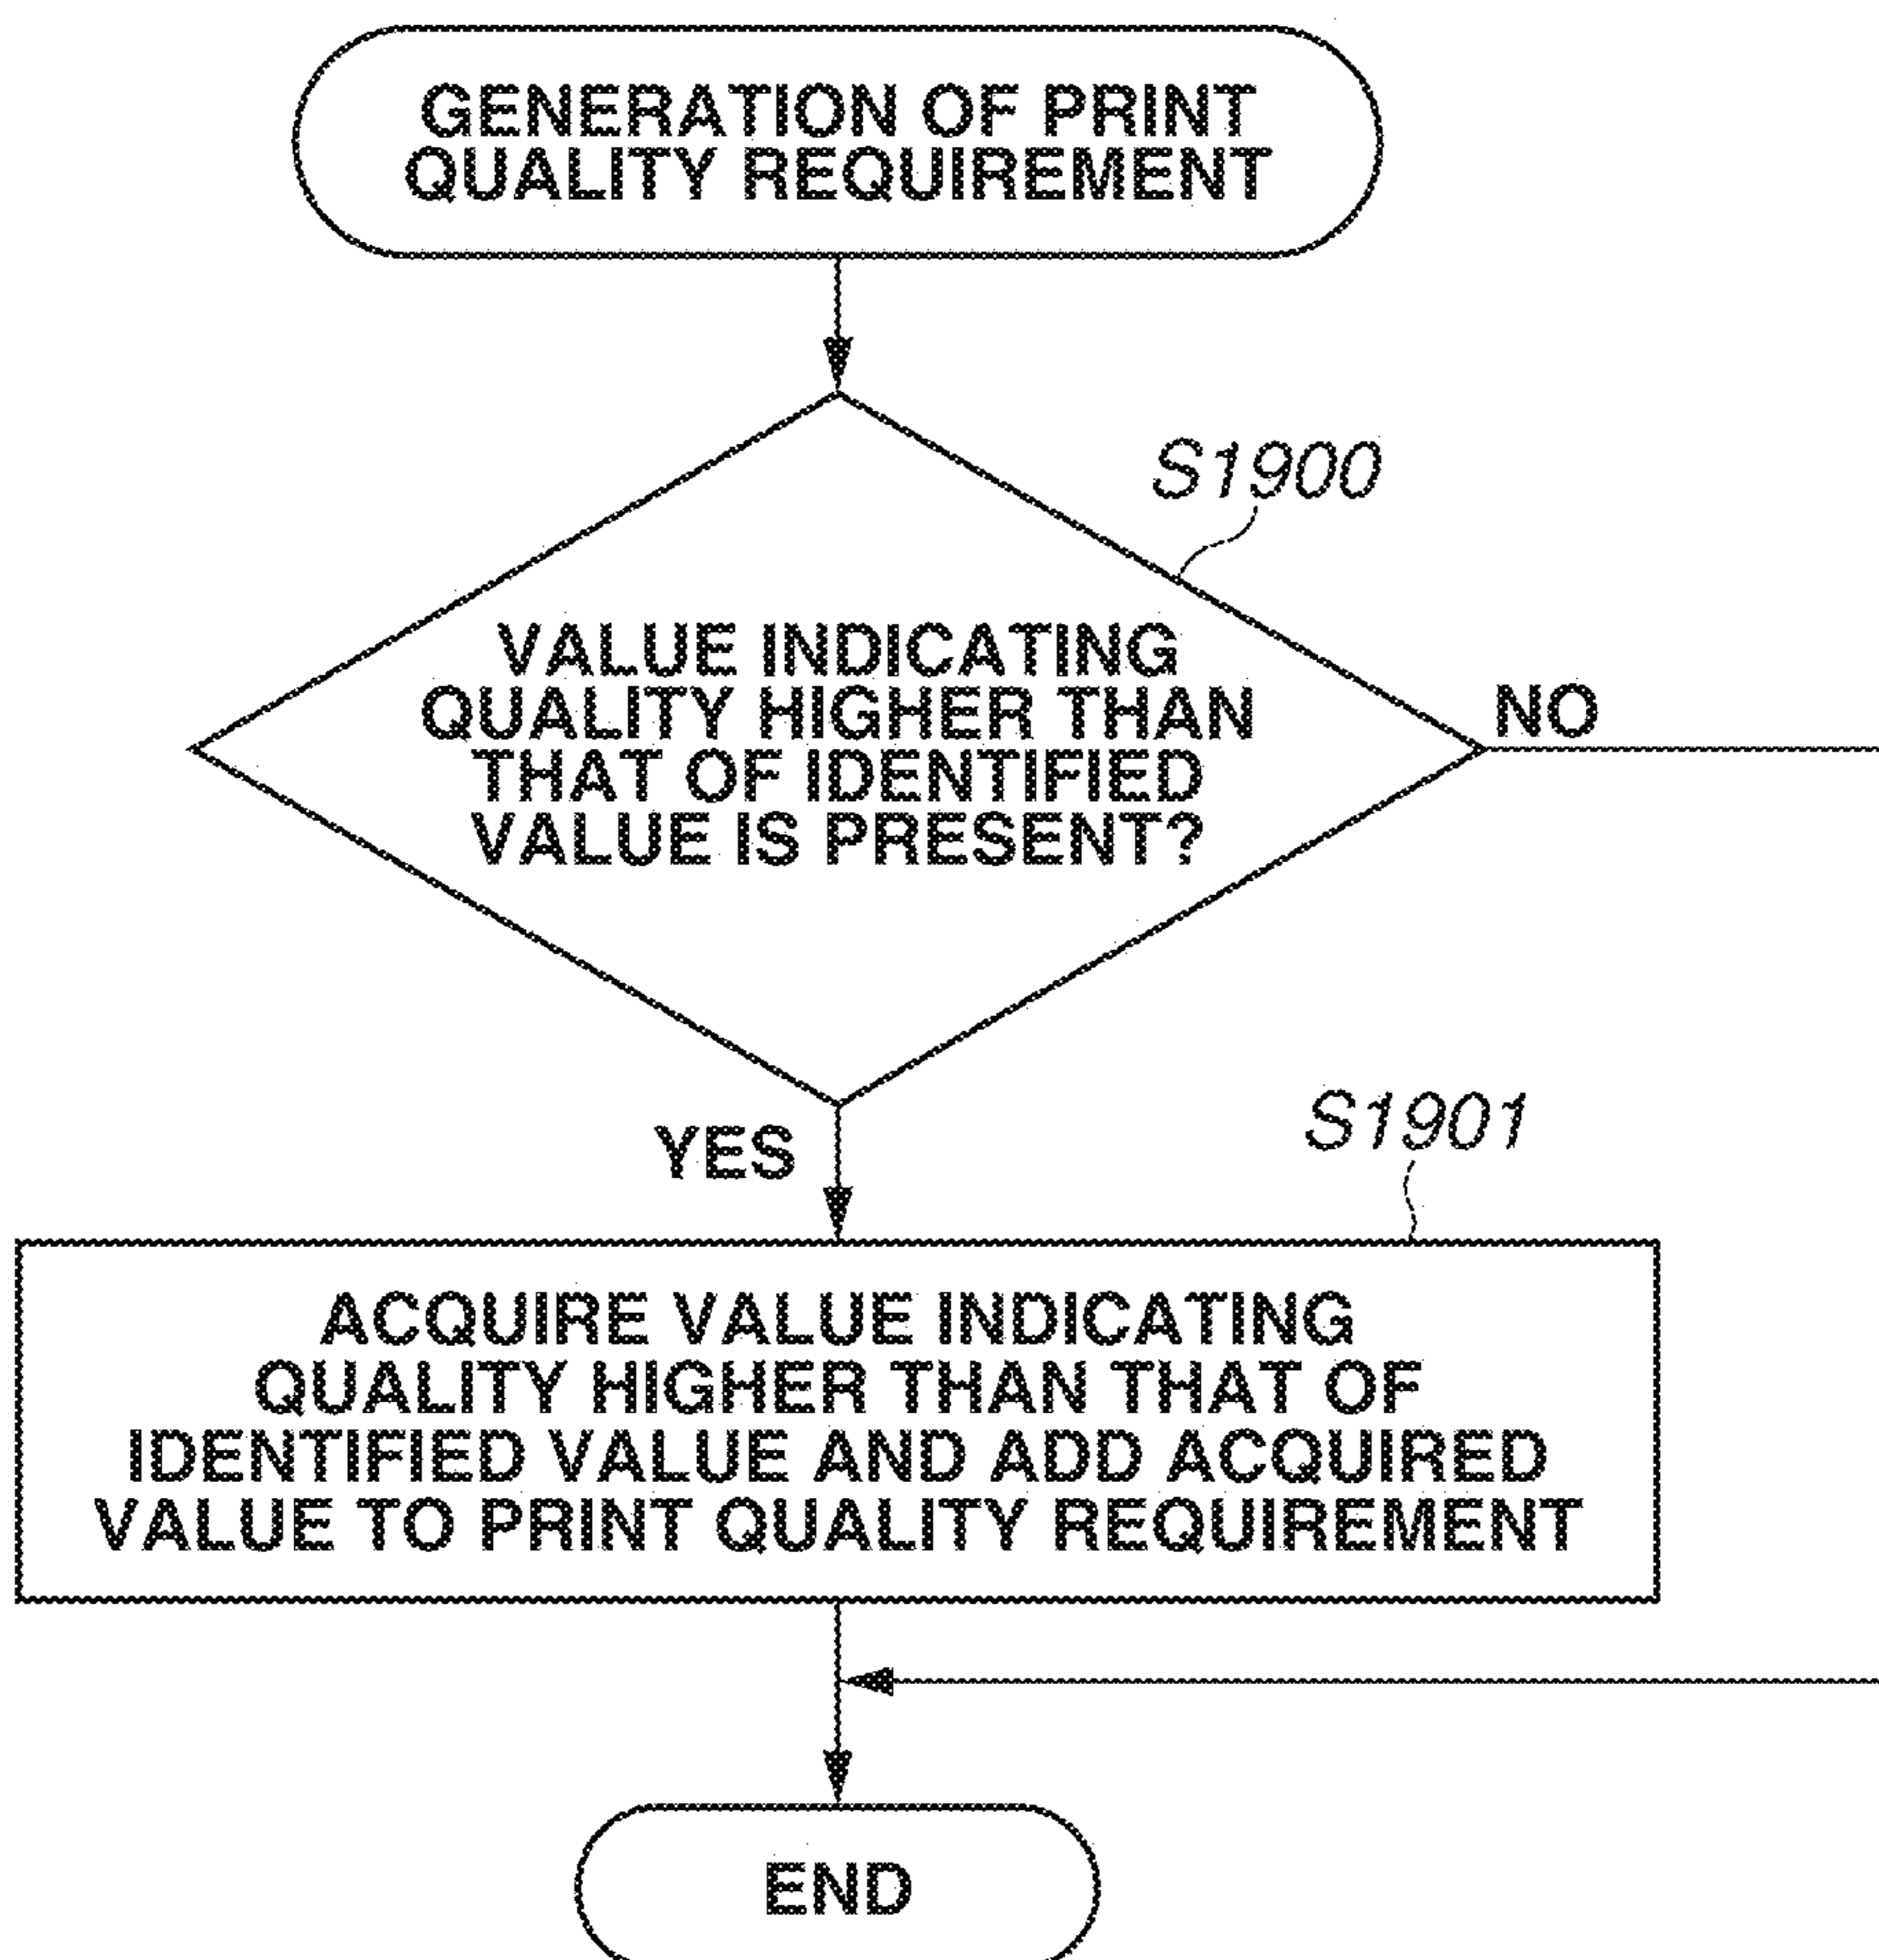 GENERATION OF PRINT
QUALITY REQUIREMENT
S1900
VALUE INDICATING
QUALITY HIGHER THAN
THAT OF IDENTIFIED
VALUE IS PRESENT?
NO
YES
S1901
ACQUIRE VALUE INDICATING
QUALITY HIGHER THAN THAT OF
IDENTIFIED VALUE AND ADD ACQUIRED
VALUE TO PRINT QUALITY REQUIREMENT
END